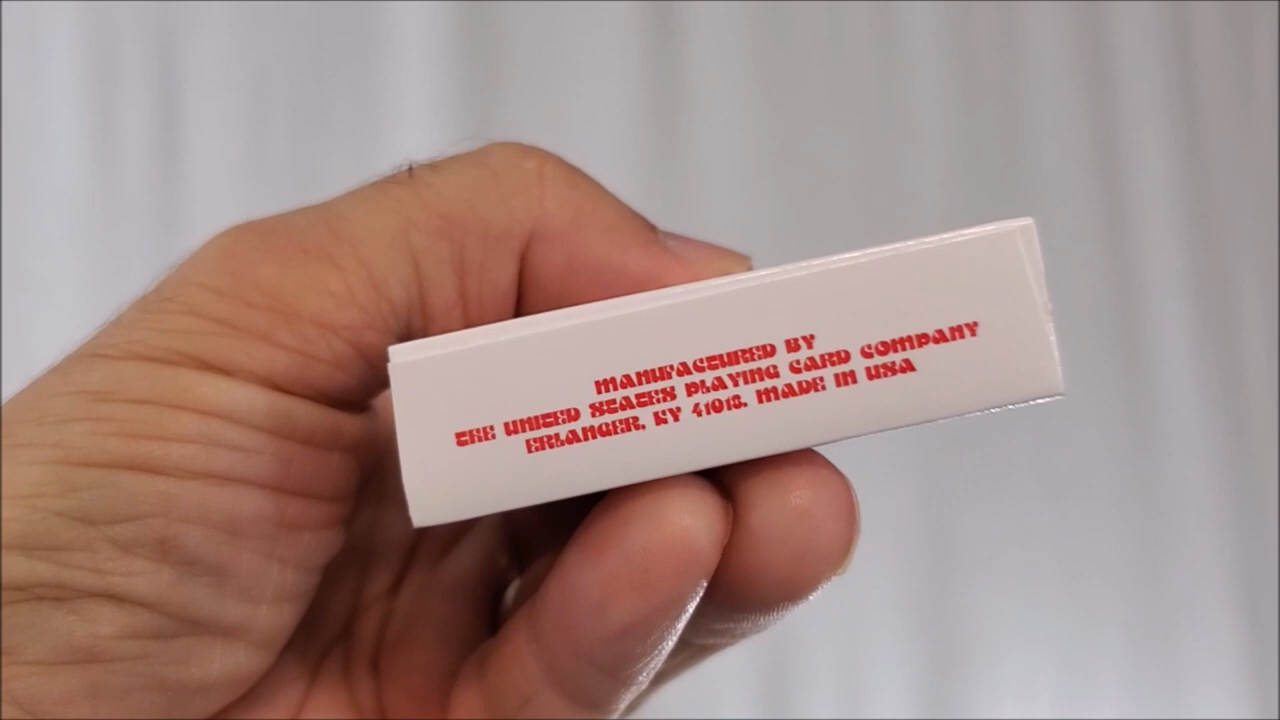 MANUFACTURED BY
THE UNITED STATES PLAYING CARD COMPANY
ERLANGER, KY 41018. MADE IN USA